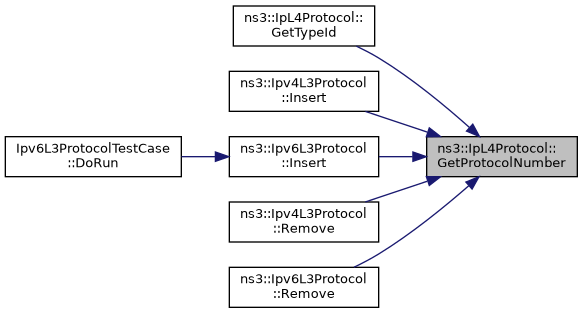 ns3::IpL4Protocol::
GetTypeId
ns3::Ipv4L3Protocol
::Insert
Ipv6L3ProtocolTestCase
::DoRun
ns3::Ipv6L3Protocol
::Insert
ns3::IpL4Protocol::
GetProtocolNumber
ns3::Ipv4L3Protocol
::Remove
ns3::Ipv6L3Protocol
::Remove